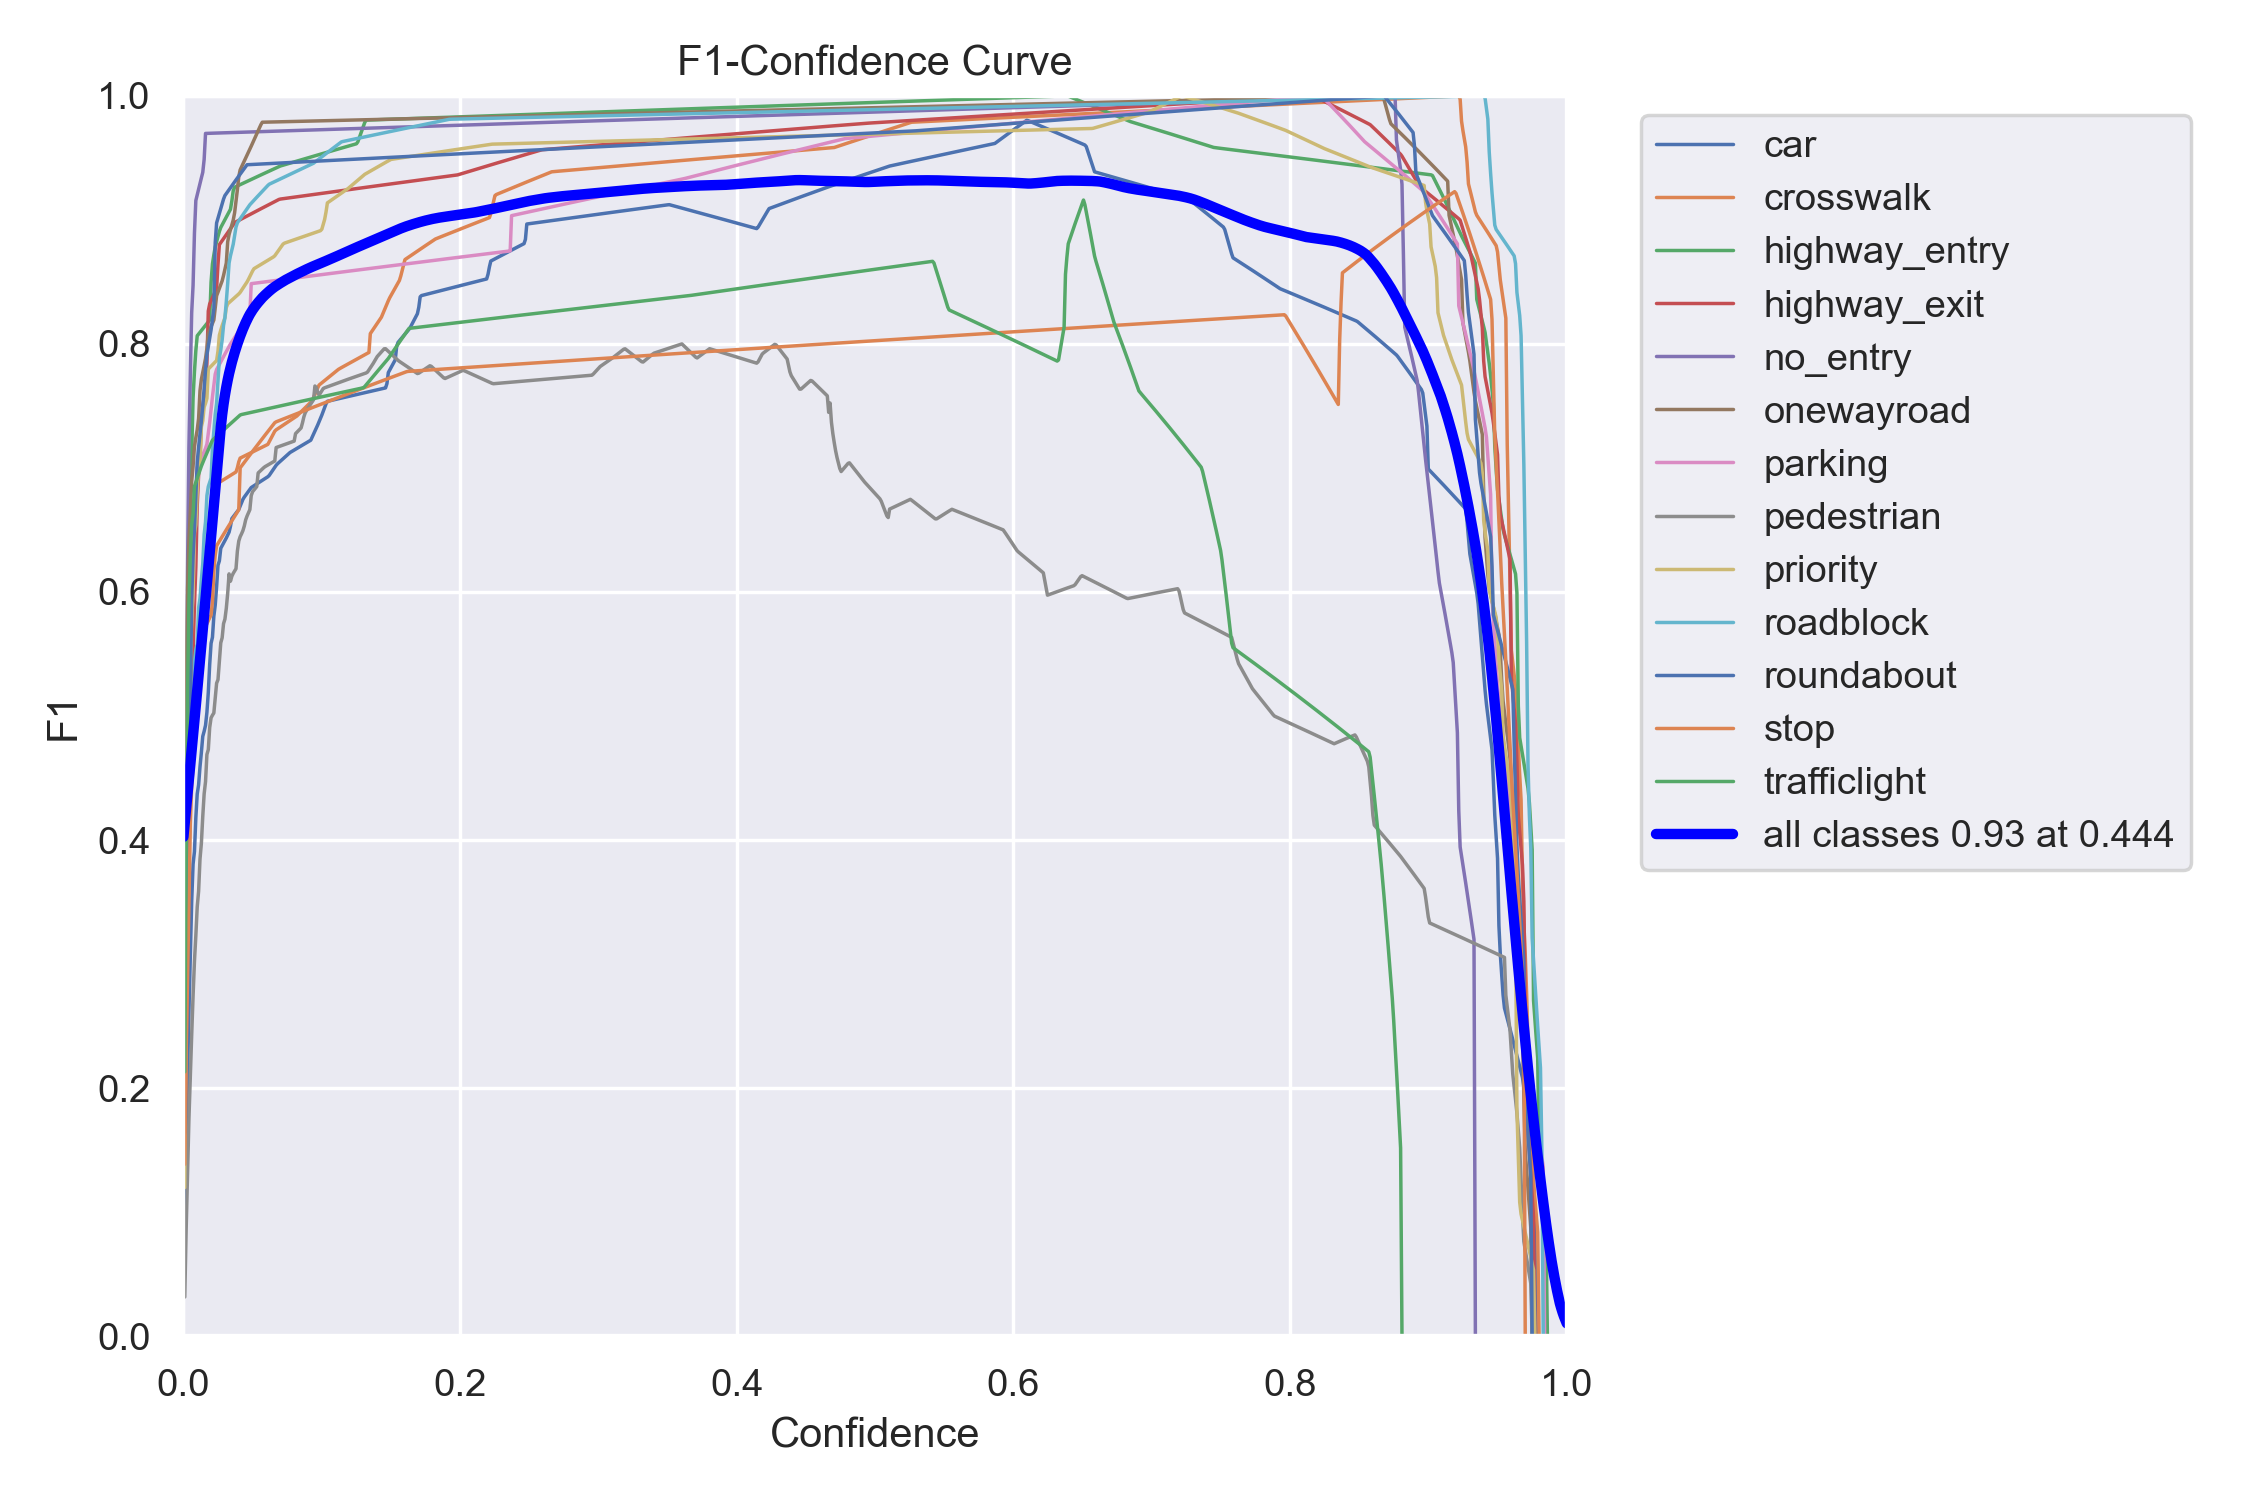 F1-Confidence Curve
1.0
0.8
0.6
0.4
0.2
0.0
F1
0.0 0.2 0.4 0.6 0.8 1.0
Confidence
car
crosswalk
highway_entry
highway_exit
no_entry
onewayroad
parking
pedestrian
priority
roadblock
roundabout
stop
trafficlight
all classes 0.93 at 0.444